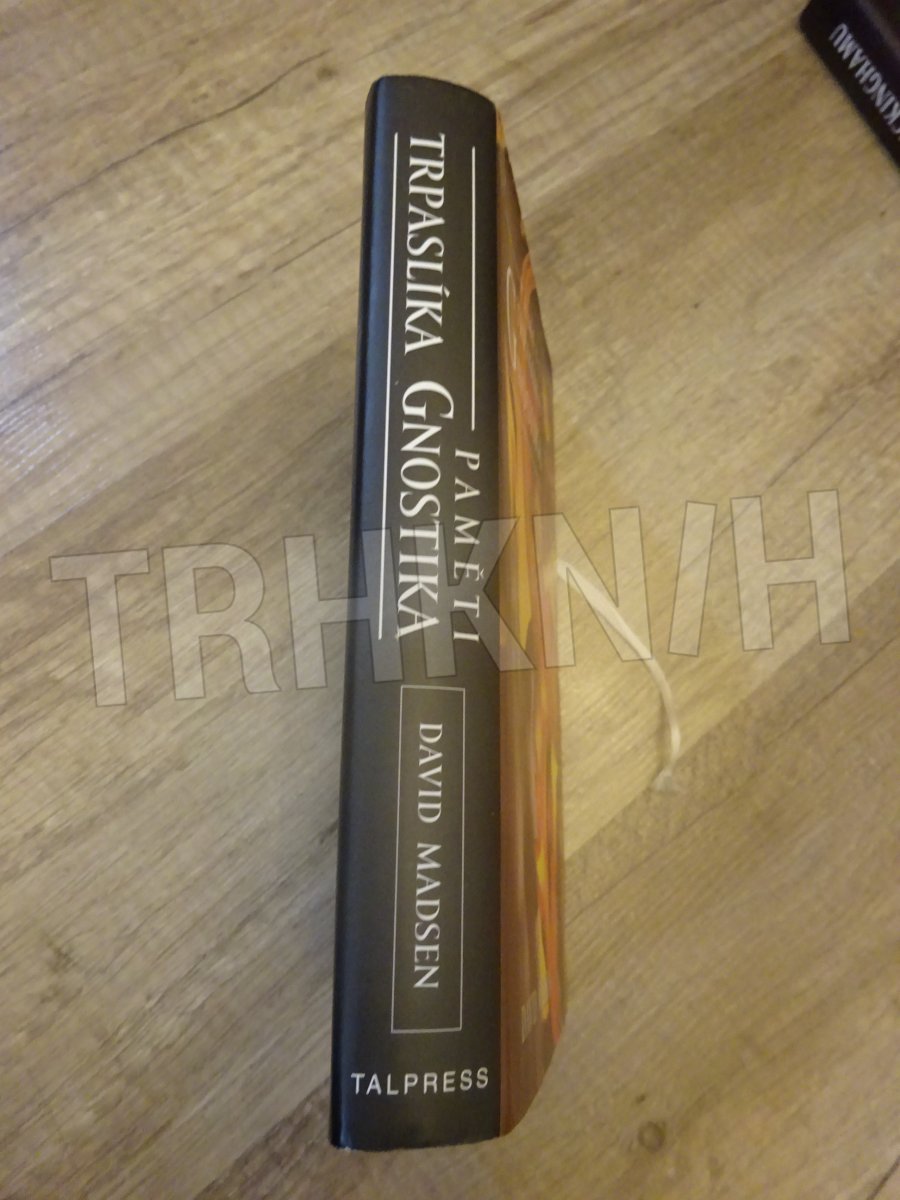 PAMĚTI
TRPASLÍKA GNOSTIKA
DAVID MADSEN
TALPRESS
TRHKNIH